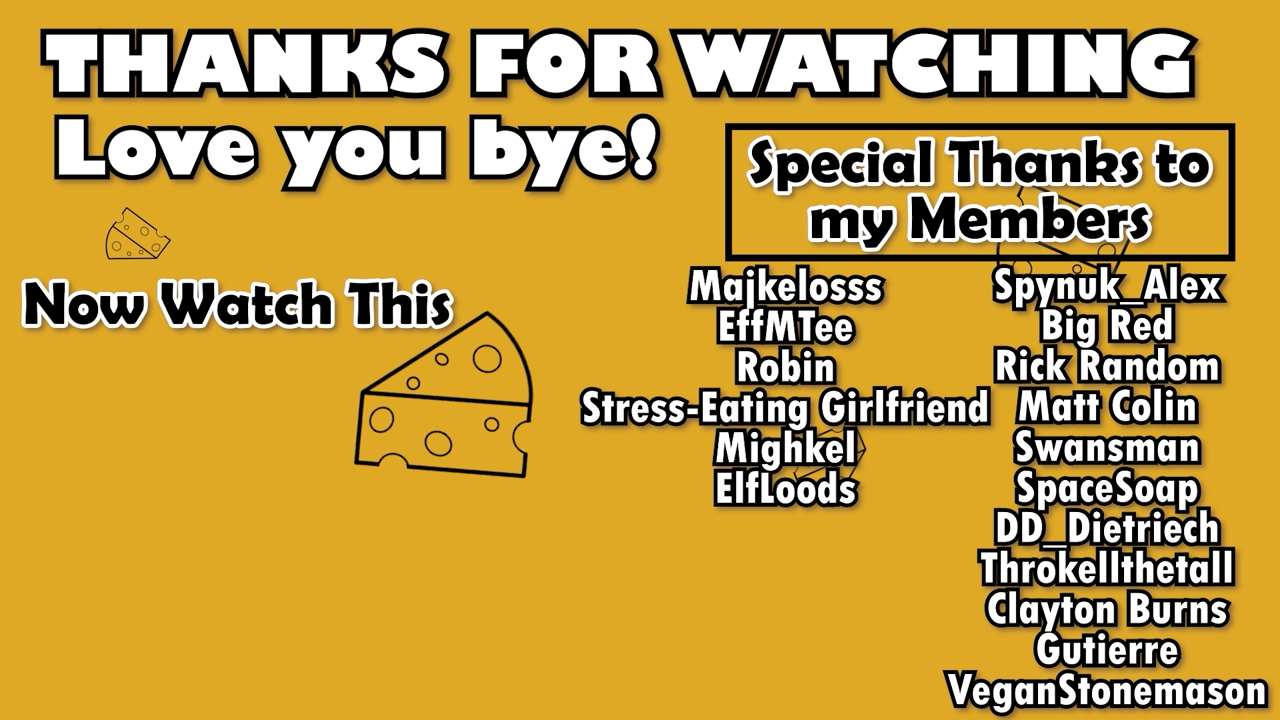 THANKS FOR WATCHING
Love you bye!
Special Thanks to
my Members
Now Watch This
Majkelosss
EffMTee
Robin
Stress-Eating Girlfriend
Mighkel
ElfLoods
Spynuk_Alex
Big Red
Rick Random
Matt Colin
Swansman
SpaceSoap
DD_Dietriech
Throkellthetall
Clayton Burns
Gutierre
VeganStonemason